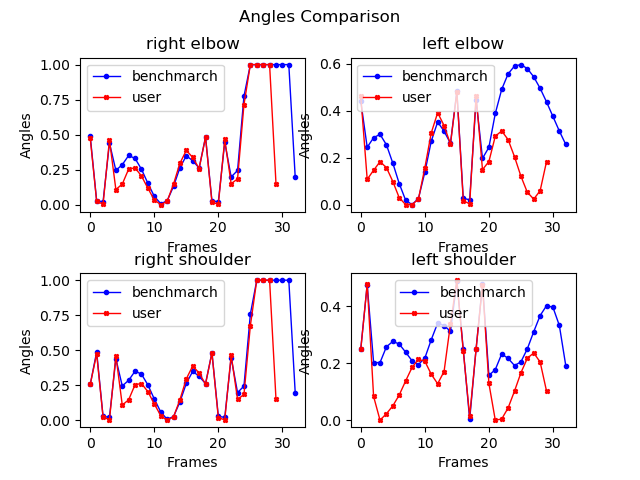 Angles Comparison
right elbow
left elbow
1.00
0.75
0.50
0.25
0.00
Angles
benchmarch
user
0
10
20
30
Frames
0.6
0.4
0.2
0.0
Angles
benchmarch
user
0
10
20
30
Frames
right shoulder
left shoulder
1.00
0.75
0.50
0.25
0.00
Angles
benchmarch
user
0
10
20
30
Frames
0.4
0.2
0.0
Angles
benchmarch
user
0
10
20
30
Frames